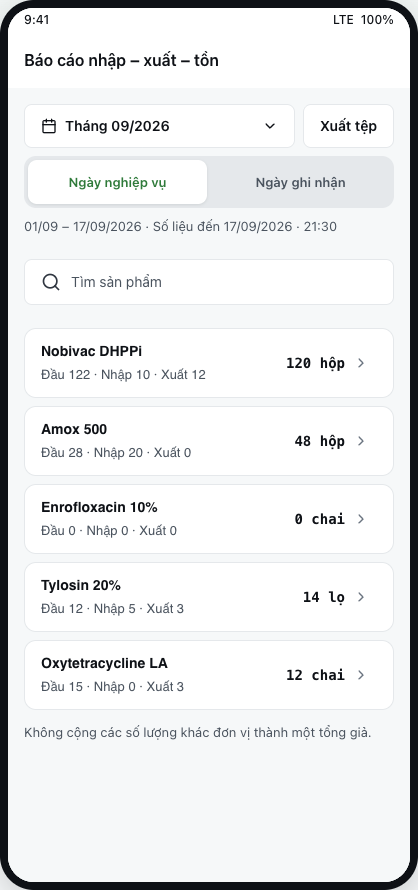 9:41 LTE 100%
Báo cáo nhập – xuất – tồn
Tháng 09/2026 Xuất tệp
Ngày nghiệp vụ Ngày ghi nhận
01/09 – 17/09/2026 · Số liệu đến 17/09/2026 · 21:30
Tìm sản phẩm
Nobivac DHPPi
Đầu 122 · Nhập 10 · Xuất 12
120 hộp
Amox 500
Đầu 28 · Nhập 20 · Xuất 0
48 hộp
Enrofloxacin 10%
Đầu 0 · Nhập 0 · Xuất 0
0 chai
Tylosin 20%
Đầu 12 · Nhập 5 · Xuất 3
14 lọ
Oxytetracycline LA
Đầu 15 · Nhập 0 · Xuất 3
12 chai
Không cộng các số lượng khác đơn vị thành một tổng giả.